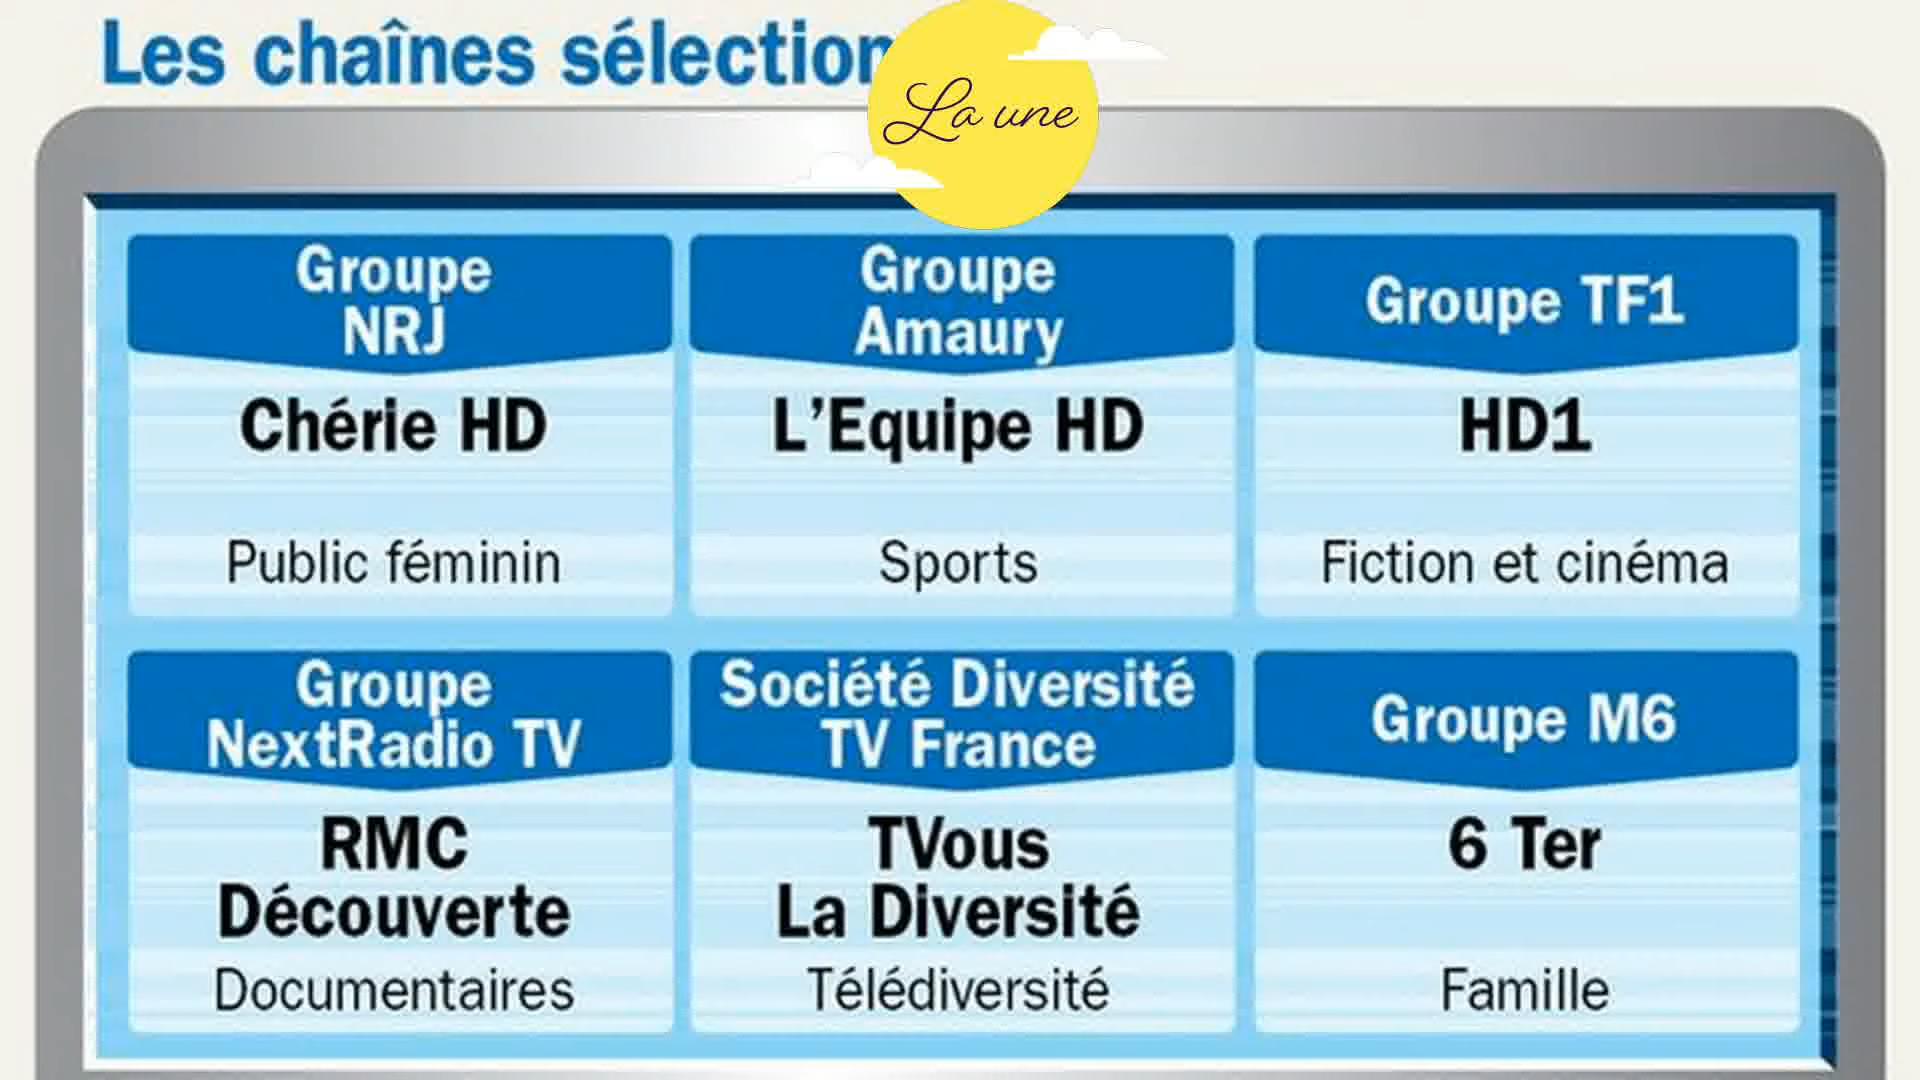 Les chaînes sélection
La une
Groupe
NRJ
Chérie HD
Public féminin
Groupe
Amaury
L'Equipe HD
Sports
Groupe TF1
HD1
Fiction et cinéma
Groupe
NextRadio TV
RMC
Découverte
Documentaires
Société Diversité
TV France
TVous
La Diversité
Télédiversité
Groupe M6
6 Ter
Famille